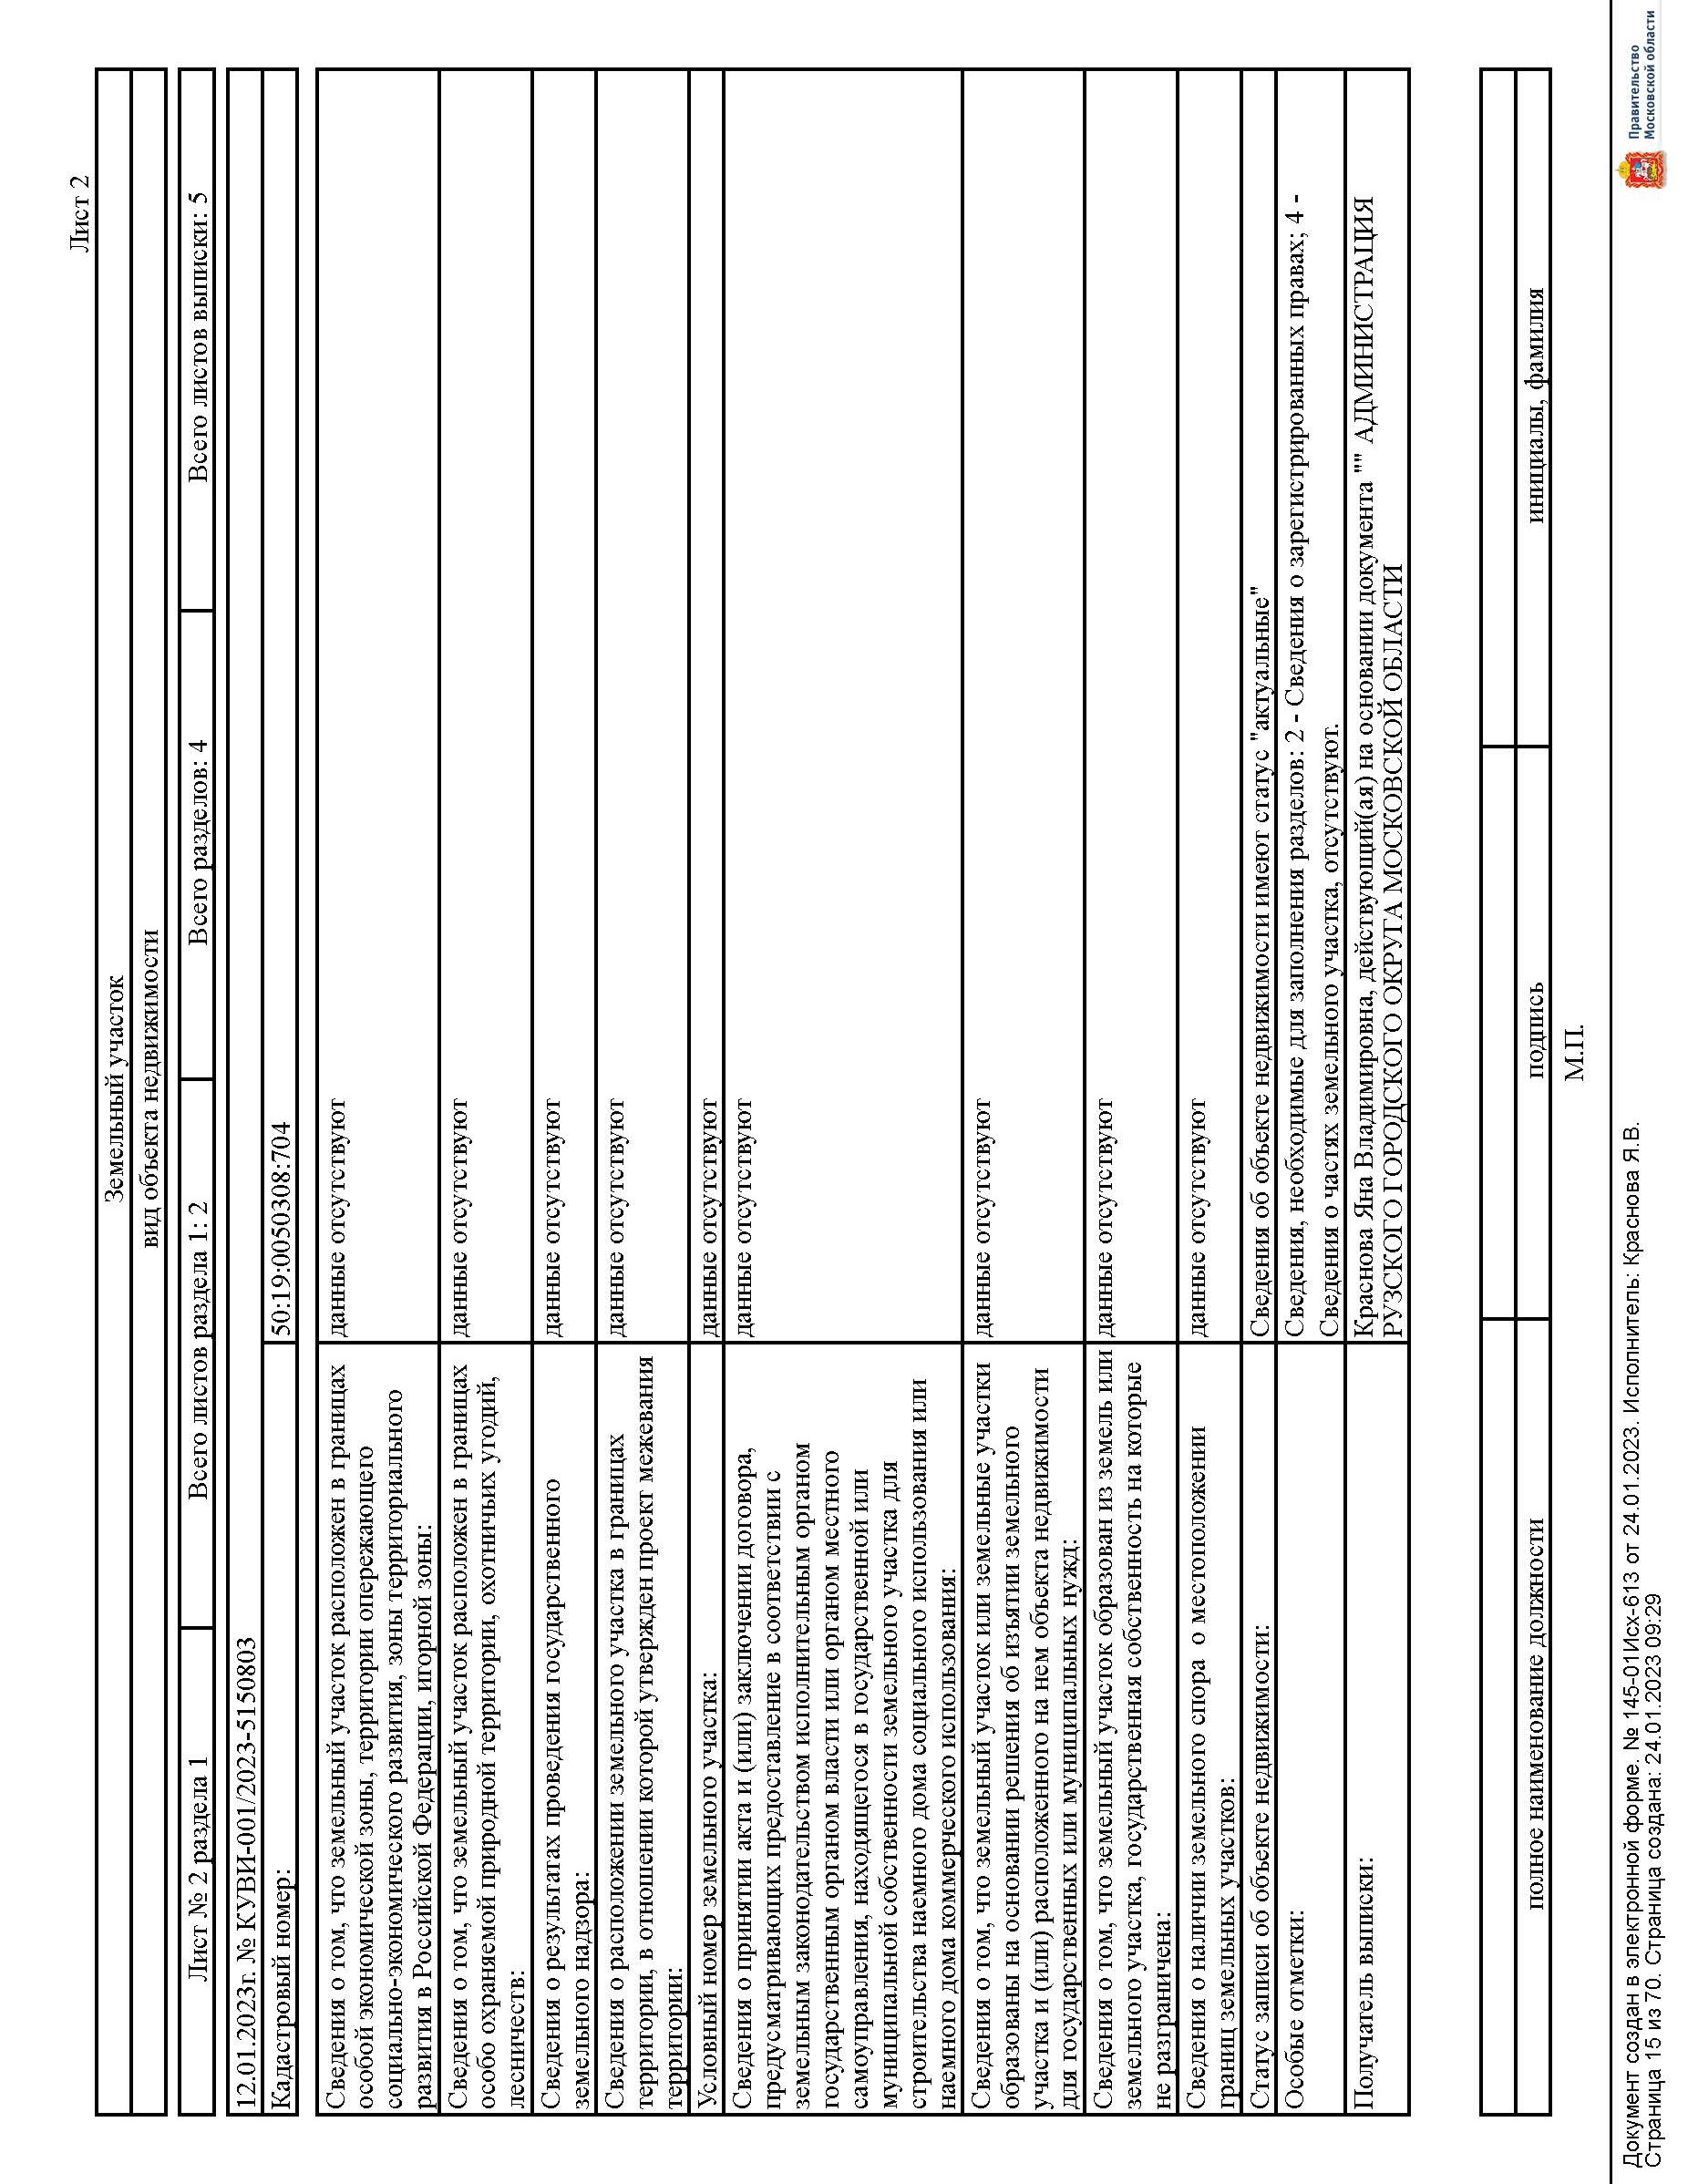 Лист 2
Земельный участок
вид объекта недвижимости
Лист № 2 раздела 1
Всего листов раздела 1: 2
Всего разделов: 4
Всего листов выписки: 5
12.01.2023г. № КУВИ-001/2023-5150803
Кадастровый номер:
50:19:0050308:704
Сведения о том, что земельный участок расположен в границах
особой экономической зоны, территории опережающего
социально-экономического развития, зоны территориального
развития в Российской Федерации, игорной зоны:
данные отсутствуют
Сведения о том, что земельный участок расположен в границах
особо охраняемой природной территории, охотничьих угодий,
лесничеств:
данные отсутствуют
Сведения о результатах проведения государственного
земельного надзора:
данные отсутствуют
Сведения о расположении земельного участка в границах
территории, в отношении которой утвержден проект межевания
территории:
данные отсутствуют
Условный номер земельного участка:
данные отсутствуют
Сведения о принятии акта и (или) заключении договора,
предусматривающих предоставление в соответствии с
земельным законодательством исполнительным органом
государственным органом власти или органом местного
самоуправления, находящегося в государственной или
муниципальной собственности земельного участка для
строительства наемного дома социального использования или
наемного дома коммерческого использования:
данные отсутствуют
Сведения о том, что земельный участок или земельные участки
образованы на основании решения об изъятии земельного
участка и (или) расположенного на нем объекта недвижимости
для государственных или муниципальных нужд:
данные отсутствуют
Сведения о том, что земельный участок образован из земель или
земельного участка, государственная собственность на которые
не разграничена:
данные отсутствуют
Сведения о наличии земельного спора о местоположении
границ земельных участков:
данные отсутствуют
Статус записи об объекте недвижимости:
Сведения об объекте недвижимости имеют статус "актуальные"
Особые отметки:
Сведения, необходимые для заполнения разделов: 2 - Сведения о зарегистрированных правах; 4 -
Сведения о частях земельного участка, отсутствуют.
Получатель выписки:
Краснова Яна Владимировна, действующий(ая) на основании документа "" АДМИНИСТРАЦИЯ
РУЗСКОГО ГОРОДСКОГО ОКРУГА МОСКОВСКОЙ ОБЛАСТИ
полное наименование должности
подпись
инициалы, фамилия
М.П.
Документ создан в электронной форме. № 145-01Исх-613 от 24.01.2023. Исполнитель: Краснова Я.В.
Страница 15 из 70. Страница создана: 24.01.2023 09:29
Правительство
Московской области